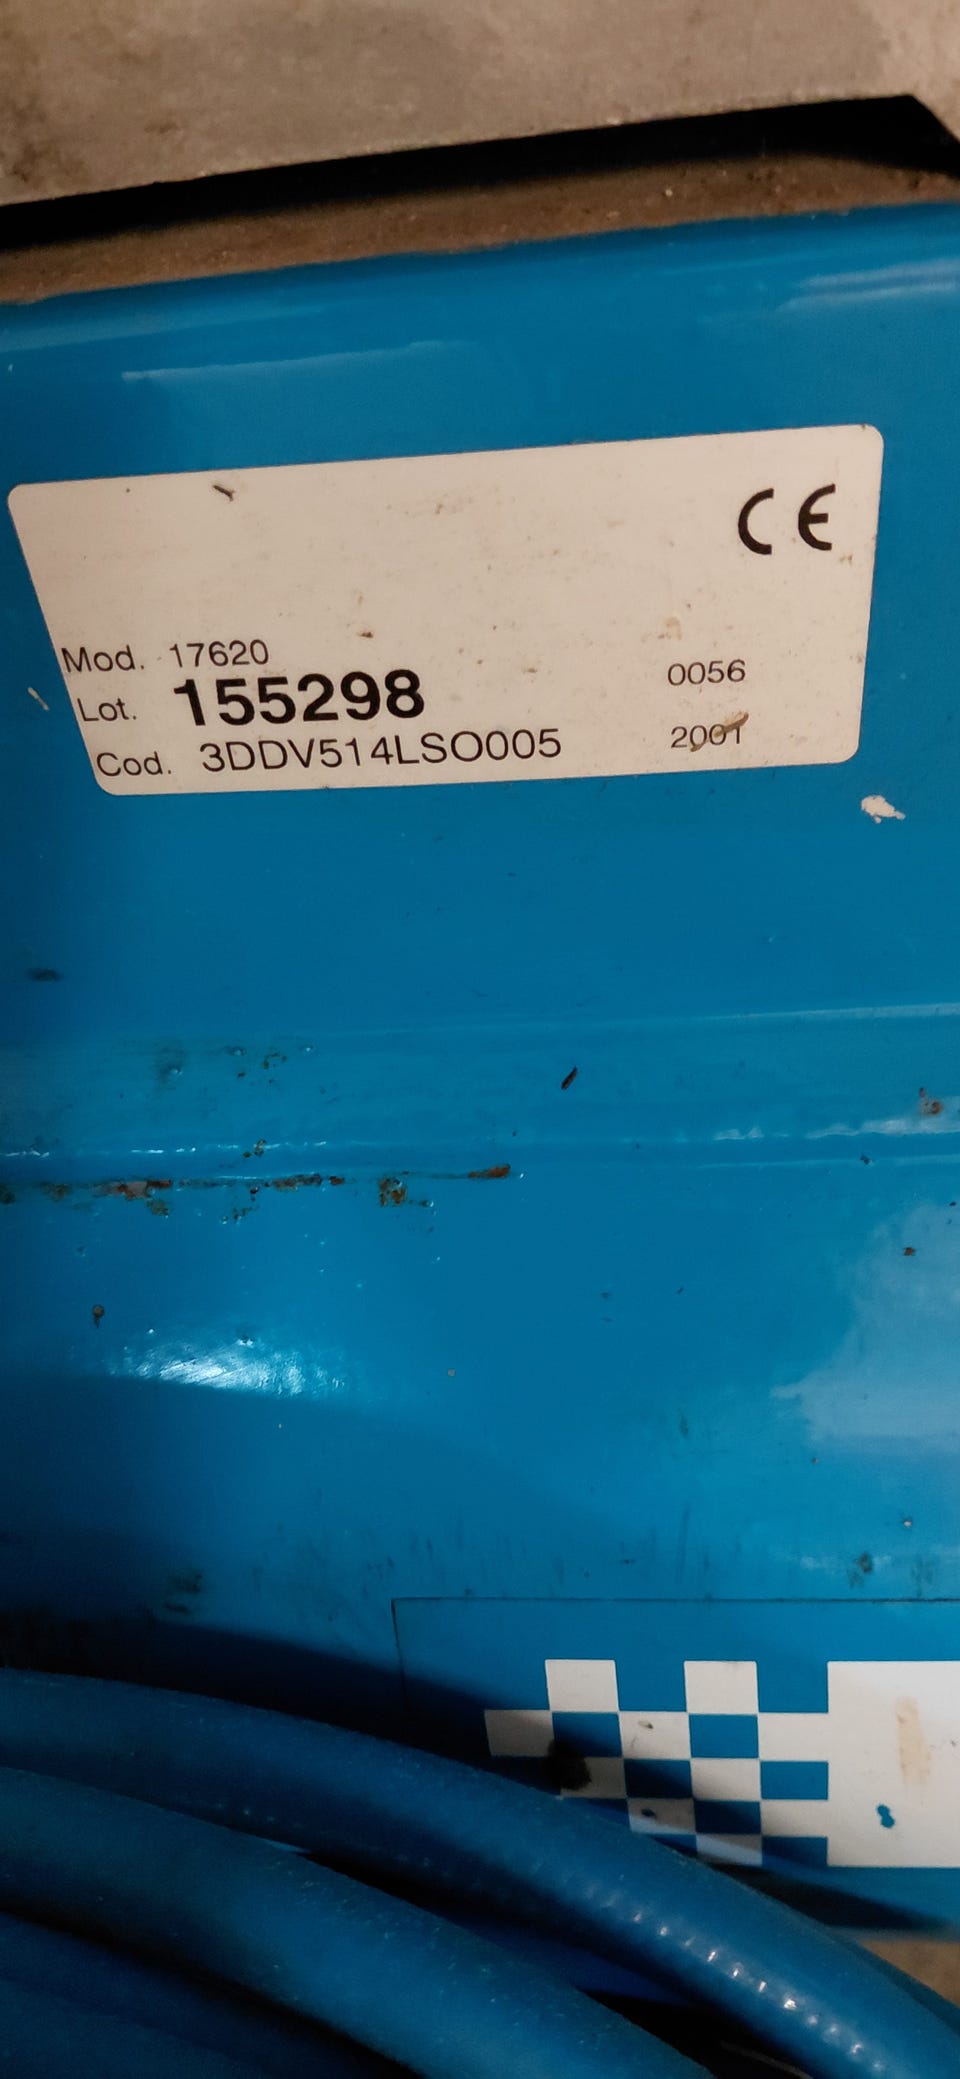 CE
Mod. 17620
Lot. 155298 0056
Cod. 3DDV514LSO005 2001